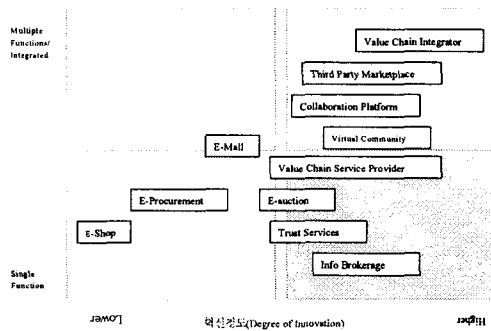 Multiple
Functions/
Integrated
Value Chain Integrator
Third Party Marketplace
Collaboration Platform
Virtual Community
E-Mall
Value Chain Service Provider
E-Procurement
E-auction
E-Shop
Trust Services
Info Brokerage
Single
Function
Lower
혁신정도(Degree of Innovation)
Higher